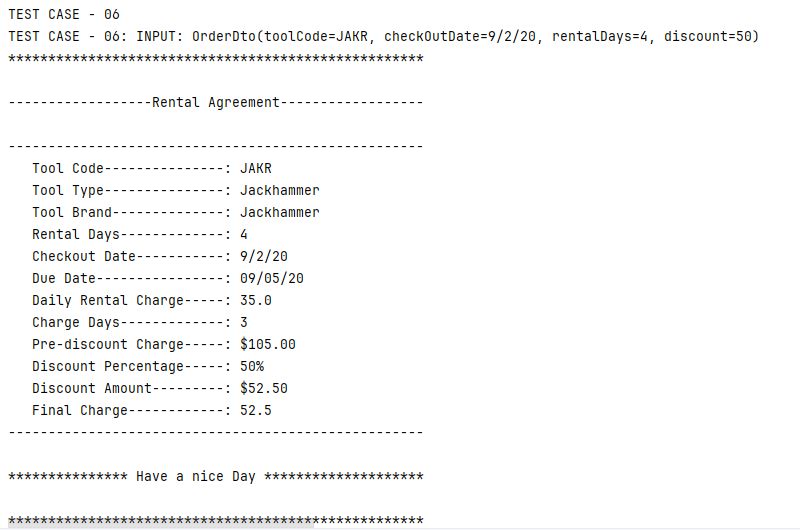 TEST CASE - 06
TEST CASE - 06: INPUT: OrderDto(toolCode=JAKR, checkOutDate=9/2/20, rentalDays=4, discount=50)
****************************************************
------------------Rental Agreement------------------
----------------------------------------------------
Tool Code---------------: JAKR
Tool Type---------------: Jackhammer
Tool Brand--------------: Jackhammer
Rental Days-------------: 4
Checkout Date-----------: 9/2/20
Due Date----------------: 09/05/20
Daily Rental Charge-----: 35.0
Charge Days-------------: 3
Pre-discount Charge-----: $105.00
Discount Percentage-----: 50%
Discount Amount---------: $52.50
Final Charge------------: 52.5
----------------------------------------------------
*************** Have a nice Day ********************
****************************************************